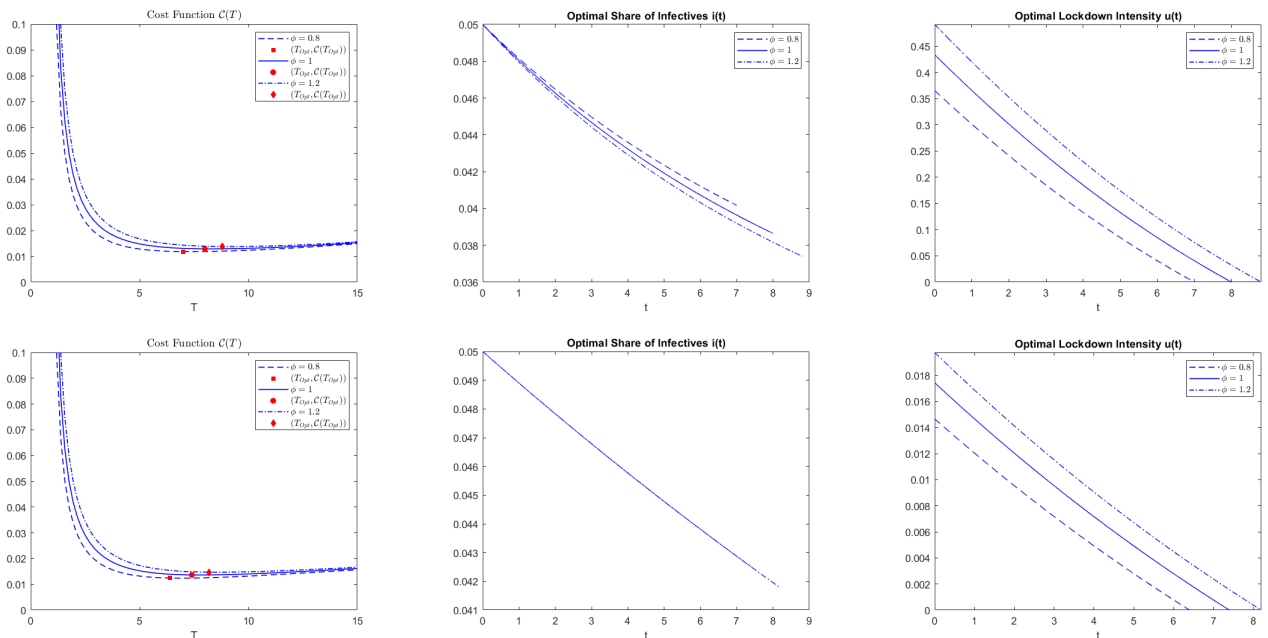 Cost Function C(T)
0.1
0.09
0.08
0.07
0.06
0.05
0.04
0.03
0.02
0.01
0
0
5
10
15
T
ϕ = 0.8
(T_Opt, C(T_Opt))
ϕ = 1
(T_Opt, C(T_Opt))
ϕ = 1.2
(T_Opt, C(T_Opt))
Optimal Share of Infectives i(t)
0.05
0.048
0.046
0.044
0.042
0.04
0.038
0.036
0
1
2
3
4
5
6
7
8
9
t
ϕ = 0.8
ϕ = 1
ϕ = 1.2
Optimal Lockdown Intensity u(t)
0.45
0.4
0.35
0.3
0.25
0.2
0.15
0.1
0.05
0
0
1
2
3
4
5
6
7
8
t
ϕ = 0.8
ϕ = 1
ϕ = 1.2
Cost Function C(T)
0.1
0.09
0.08
0.07
0.06
0.05
0.04
0.03
0.02
0.01
0
0
5
10
15
T
ϕ = 0.8
(T_Opt, C(T_Opt))
ϕ = 1
(T_Opt, C(T_Opt))
ϕ = 1.2
(T_Opt, C(T_Opt))
Optimal Share of Infectives i(t)
0.05
0.049
0.048
0.047
0.046
0.045
0.044
0.043
0.042
0.041
0
1
2
3
4
5
6
7
8
9
t
ϕ = 0.8
ϕ = 1
ϕ = 1.2
Optimal Lockdown Intensity u(t)
0.018
0.016
0.014
0.012
0.01
0.008
0.006
0.004
0.002
0
0
1
2
3
4
5
6
7
8
t
ϕ = 0.8
ϕ = 1
ϕ = 1.2